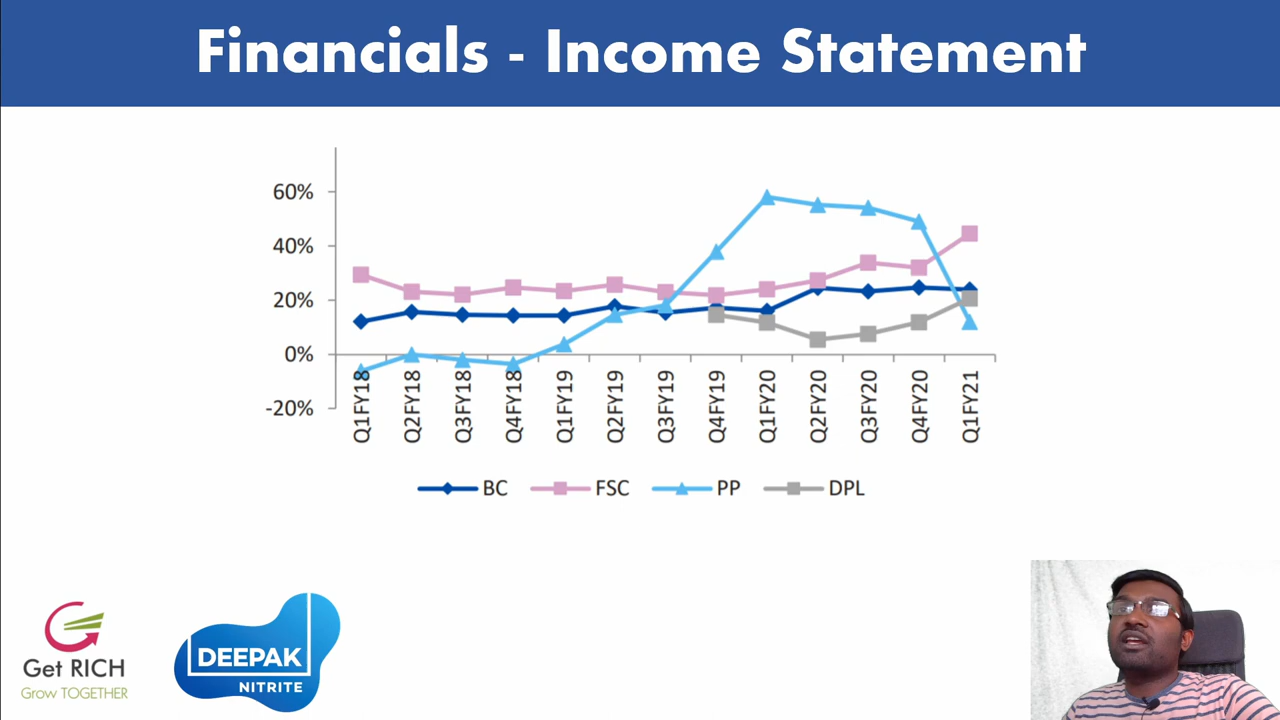 Financials - Income Statement
60%
40%
20%
0%
-20%
Q1FY18
Q2FY18
Q3FY18
Q4FY18
Q1FY19
Q2FY19
Q3FY19
Q4FY19
Q1FY20
Q2FY20
Q3FY20
Q4FY20
Q1FY21
BC FSC PP DPL
Get RICH
Grow TOGETHER
DEEPAK
NITRITE